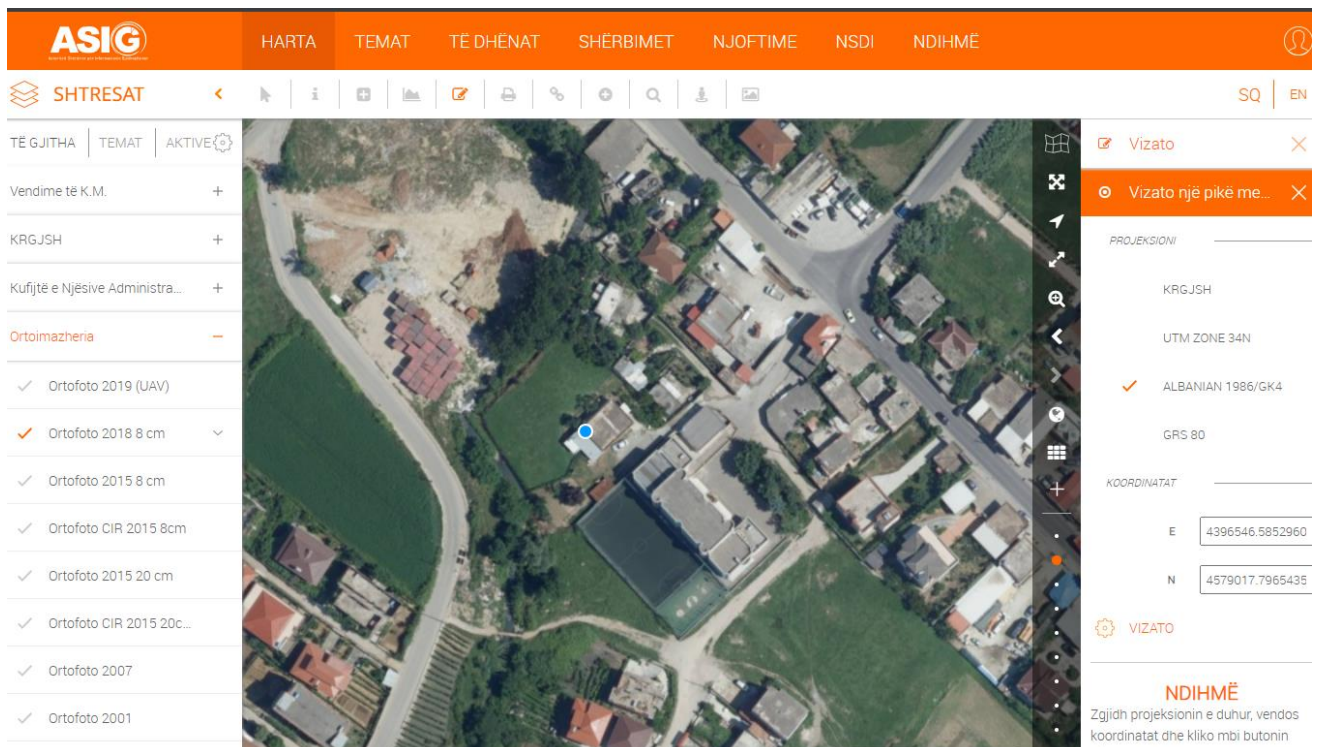 ASIG
HARTA TEMAT TË DHËNAT SHËRBIMET NJOFTIME NSDI NDIHMË
SHTRESAT
SQ EN
TË GJITHA TEMAT AKTIVE
Vendime të K.M.
KRGJSH
Kufijtë e Njësive Administra...
Ortoimazheria
Ortofoto 2019 (UAV)
Ortofoto 2018 8 cm
Ortofoto 2015 8 cm
Ortofoto CIR 2015 8cm
Ortofoto 2015 20 cm
Ortofoto CIR 2015 20c...
Ortofoto 2007
Ortofoto 2001
Vizato
Vizato një pikë me...
PROJEKSIONI
KRGJSH
UTM ZONE 34N
ALBANIAN 1986/GK4
GRS 80
KOORDINATAT
E 4396546.5852960
N 4579017.7965435
VIZATO
NDIHMË
Zgjidh projeksionin e duhur, vendos
koordinatat dhe kliko mbi butonin